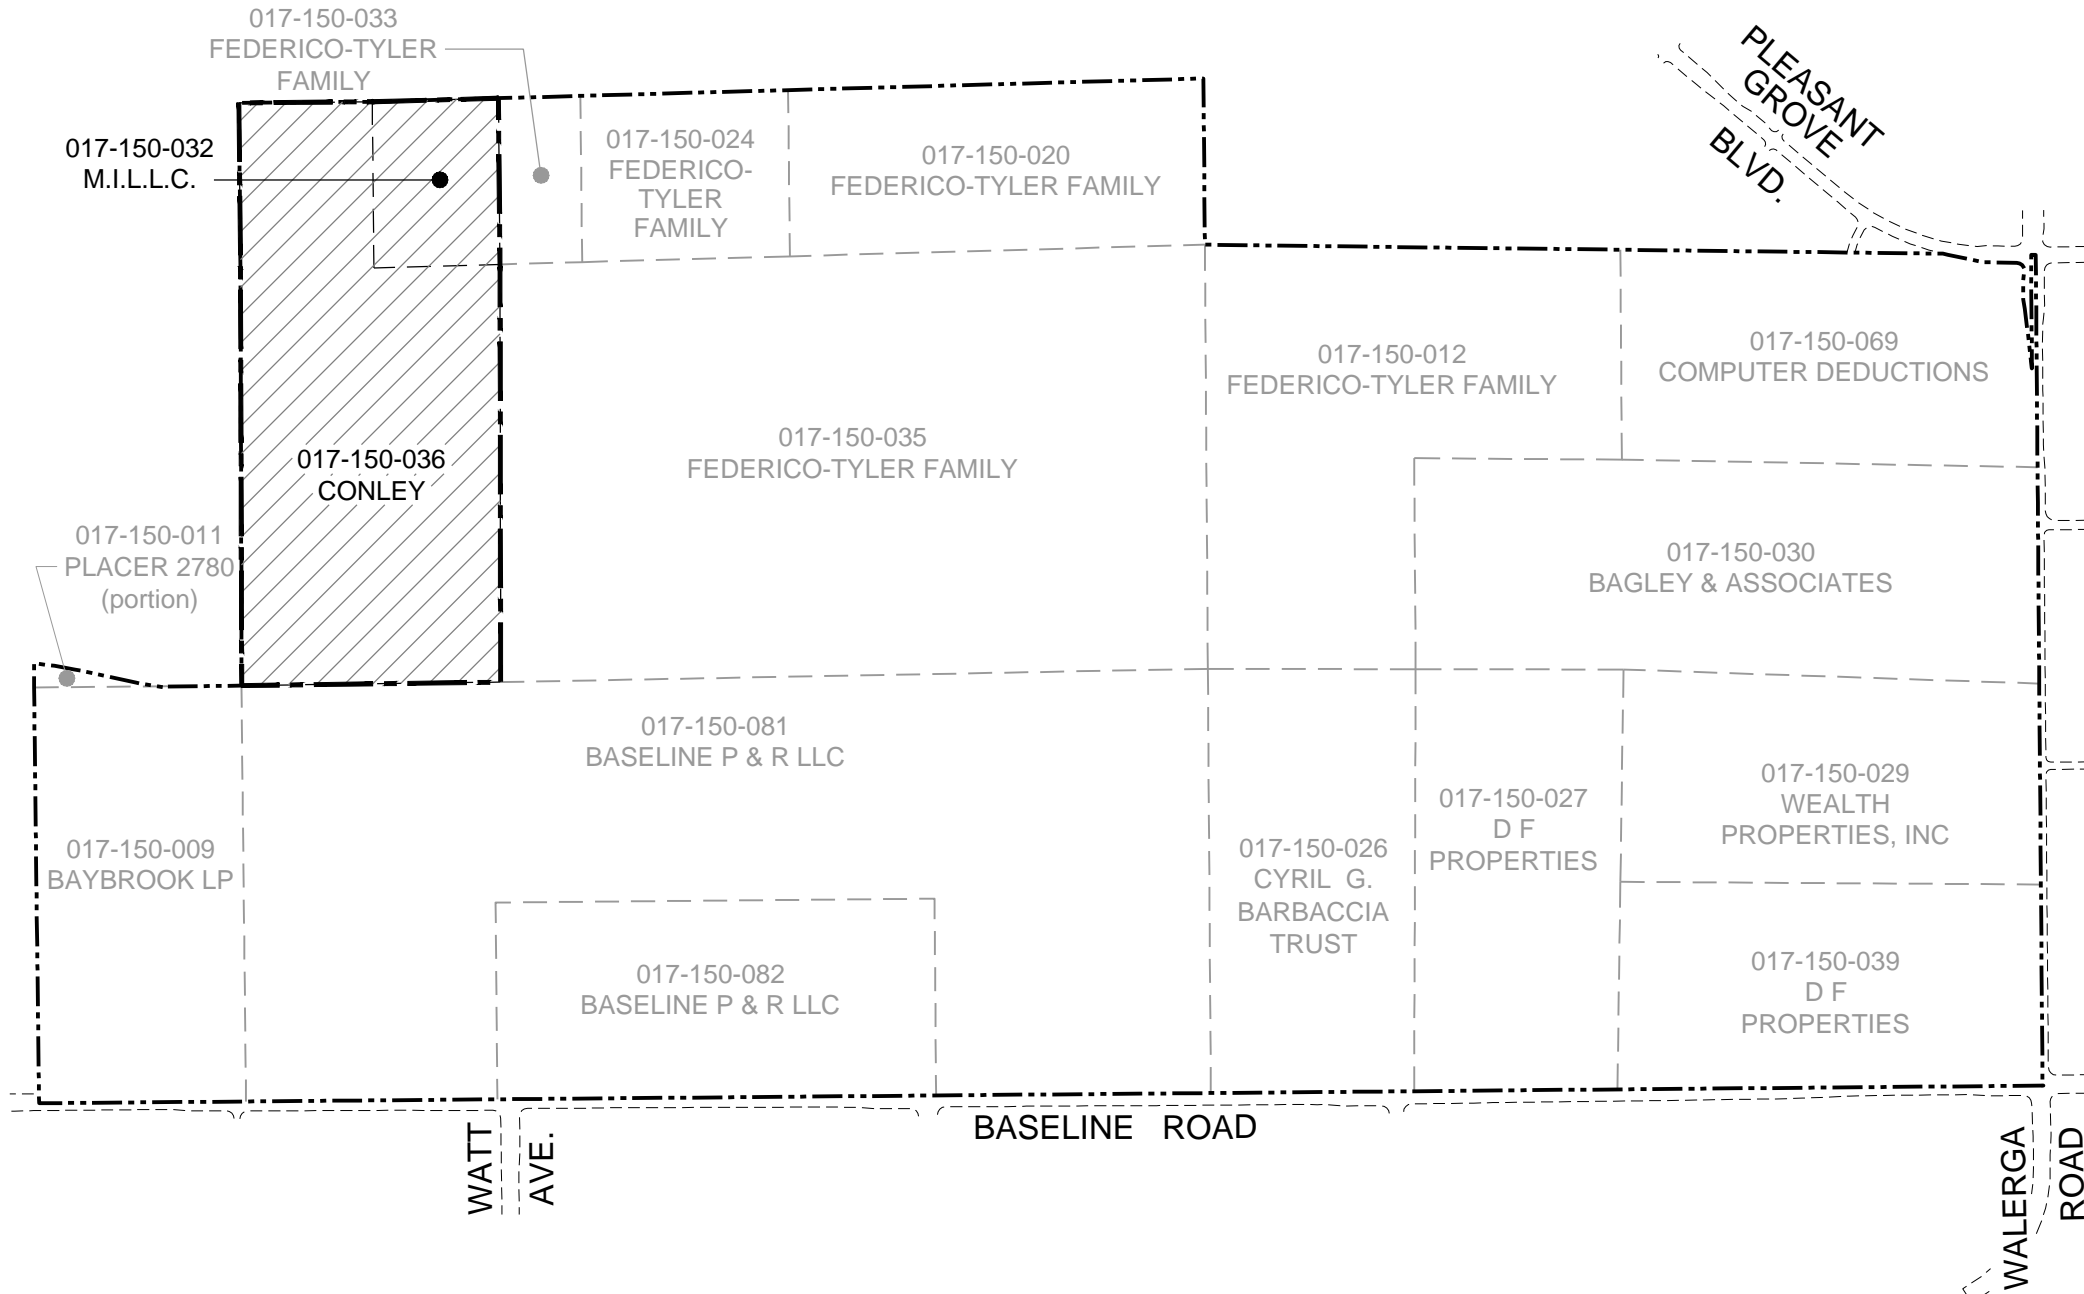 017-150-033
FEDERICO-TYLER
FAMILY
017-150-032
M.I.L.L.C.
017-150-024
FEDERICO-
TYLER
FAMILY
017-150-020
FEDERICO-TYLER FAMILY
PLEASANT
GROVE
BLVD.
017-150-012
FEDERICO-TYLER FAMILY
017-150-069
COMPUTER DEDUCTIONS
017-150-035
FEDERICO-TYLER FAMILY
017-150-036
CONLEY
017-150-011
PLACER 2780
(portion)
017-150-030
BAGLEY & ASSOCIATES
017-150-081
BASELINE P & R LLC
017-150-009
BAYBROOK LP
017-150-082
BASELINE P & R LLC
017-150-026
CYRIL G.
BARBACCIA
TRUST
017-150-027
D F
PROPERTIES
017-150-029
WEALTH
PROPERTIES, INC
017-150-039
D F
PROPERTIES
WATT
AVE.
BASELINE ROAD
WALERGA
ROAD